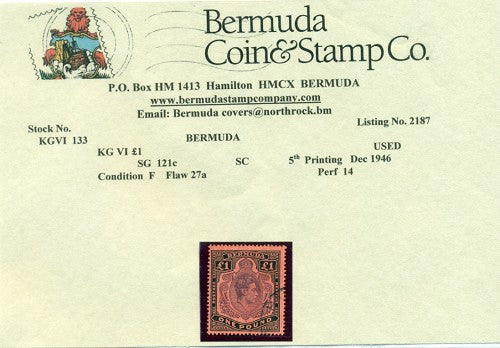 Bermuda
Coin&Stamp Co.
P.O. Box HM 1413 Hamilton HMCX BERMUDA
www.bermudastampcompany.com
Email: Bermuda covers@northrock.bm
Stock No. Listing No. 2187
KGVI 133 BERMUDA USED
KG VI £1
SG 121c SC 5th Printing Dec 1946
Condition F Flaw 27a Perf 14
BERMUDA
£1 £1
ONE POUND